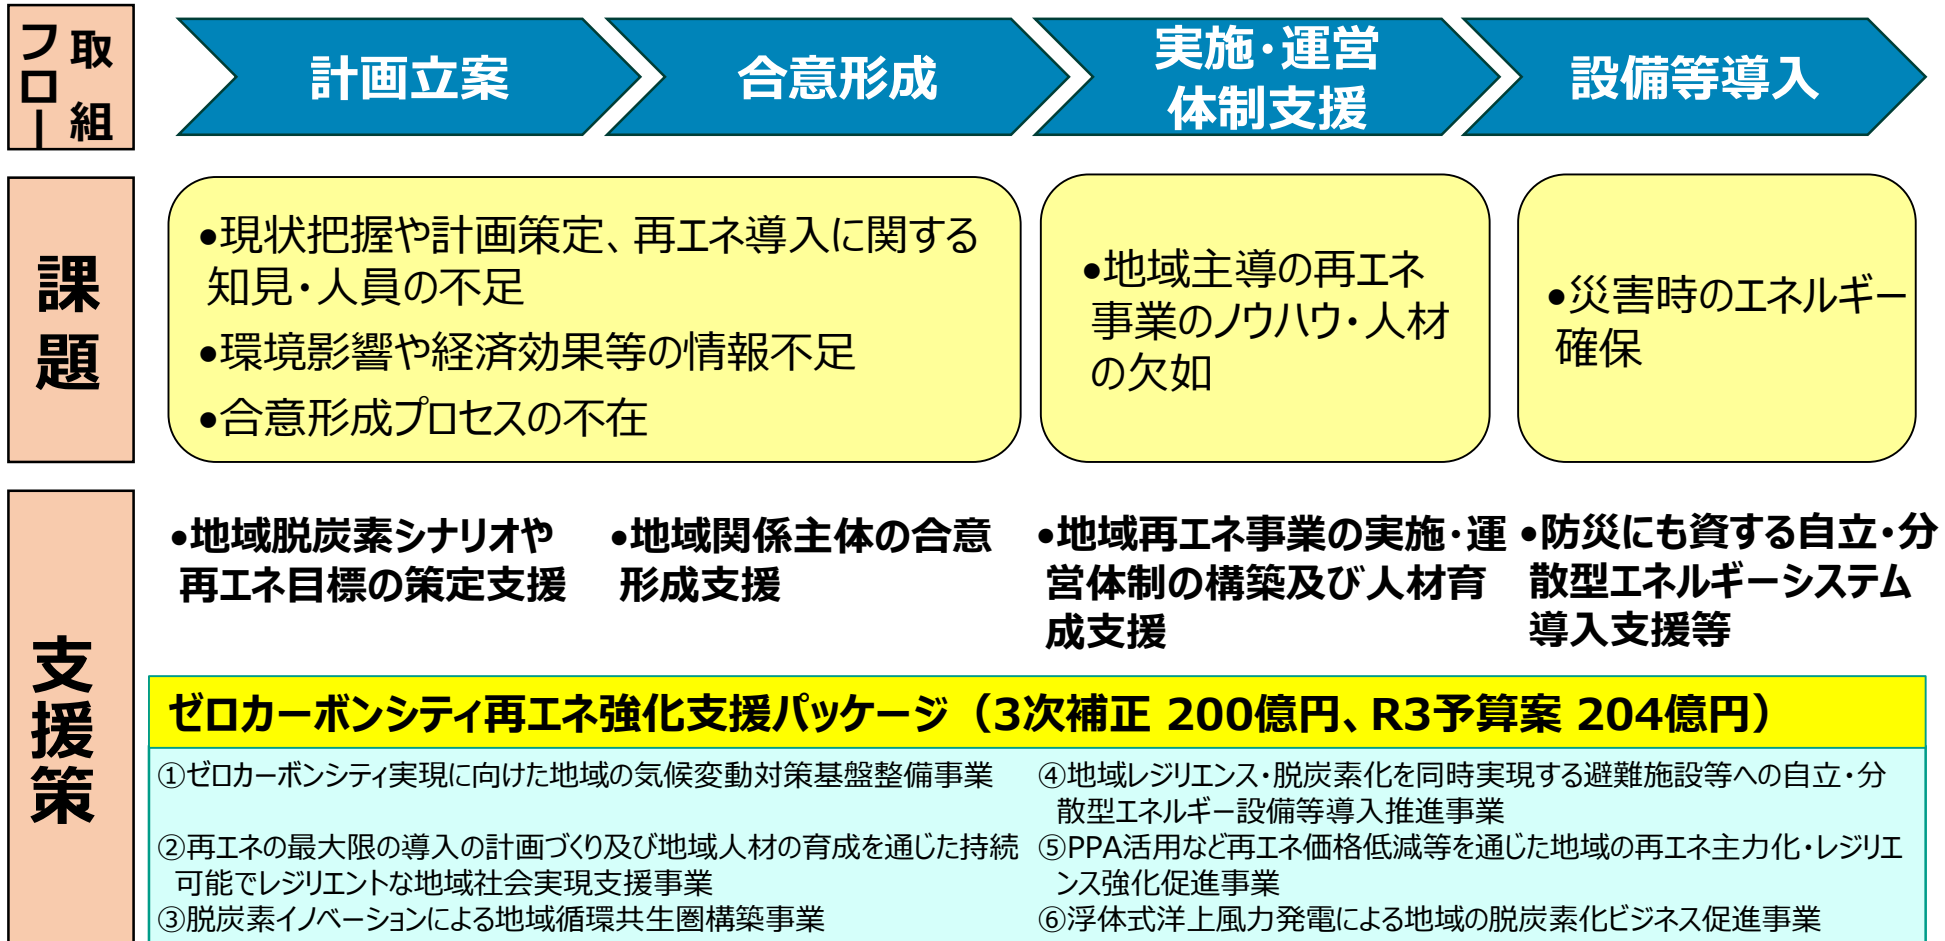 取組
フロー
計画立案
合意形成
実施・運営
体制支援
設備等導入
課題
•現状把握や計画策定、再エネ導入に関する
知見・人員の不足
•環境影響や経済効果等の情報不足
•合意形成プロセスの不在
•地域主導の再エネ
事業のノウハウ・人材
の欠如
•災害時のエネルギー
確保
支援策
•地域脱炭素シナリオや
再エネ目標の策定支援
•地域関係主体の合意
形成支援
•地域再エネ事業の実施・運
営体制の構築及び人材育
成支援
•防災にも資する自立・分
散型エネルギーシステム
導入支援等
ゼロカーボンシティ再エネ強化支援パッケージ（3次補正 200億円、R3予算案 204億円）
①ゼロカーボンシティ実現に向けた地域の気候変動対策基盤整備事業
②再エネの最大限の導入の計画づくり及び地域人材の育成を通じた持続
可能でレジリエントな地域社会実現支援事業
③脱炭素イノベーションによる地域循環共生圏構築事業
④地域レジリエンス・脱炭素化を同時実現する避難施設等への自立・分
散型エネルギー設備等導入推進事業
⑤PPA活用など再エネ価格低減等を通じた地域の再エネ主力化・レジリエ
ンス強化促進事業
⑥浮体式洋上風力発電による地域の脱炭素化ビジネス促進事業